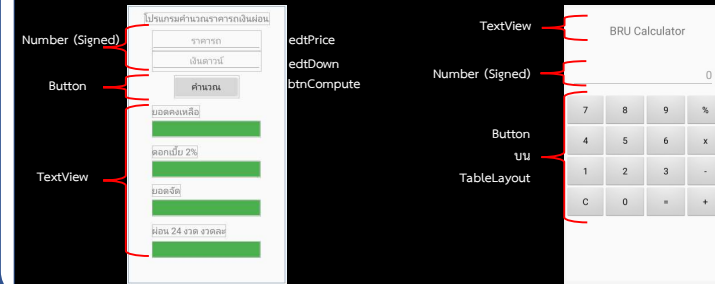 โปรแกรมคำนวณราคารถเงินผ่อน
Number (Signed)
ราคารถ
edtPrice
เงินดาวน์
edtDown
Button
คำนวณ
btnCompute
ยอดคงเหลือ
ดอกเบี้ย 2%
TextView
ยอดจัด
ผ่อน 24 งวด งวดละ
TextView
BRU Calculator
Number (Signed)
0
Button
บน
TableLayout
7 8 9 %
4 5 6 x
1 2 3 -
C 0 = +